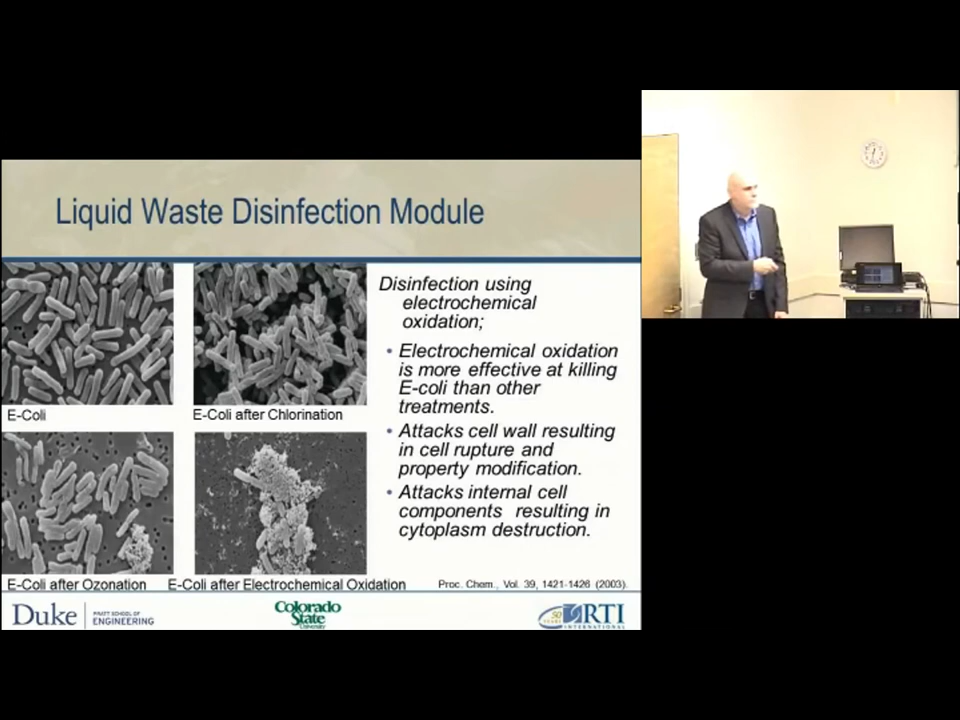 Liquid Waste Disinfection Module
E-Coli
E-Coli after Chlorination
E-Coli after Ozonation
E-Coli after Electrochemical Oxidation
Disinfection using
electrochemical
oxidation;
• Electrochemical oxidation
is more effective at killing
E-coli than other
treatments.
• Attacks cell wall resulting
in cell rupture and
property modification.
• Attacks internal cell
components resulting in
cytoplasm destruction.
Proc. Chem., Vol. 39, 1421-1426 (2003).
Duke
PRATT SCHOOL OF
ENGINEERING
Colorado
State
University
50
YEARS
RTI
INTERNATIONAL